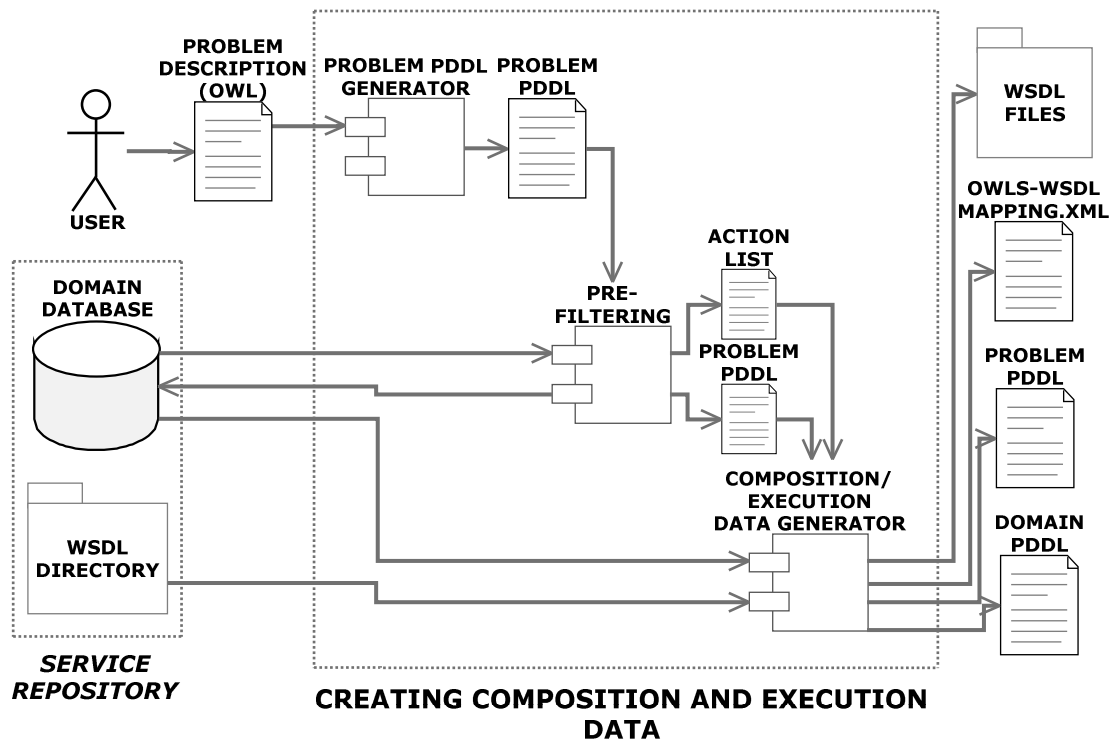 PROBLEM
DESCRIPTION
(OWL)
PROBLEM PDDL
GENERATOR
PROBLEM
PDDL
WSDL
FILES
USER
OWLS-WSDL
MAPPING.XML
ACTION
LIST
DOMAIN
DATABASE
PRE-
FILTERING
PROBLEM
PDDL
PROBLEM
PDDL
COMPOSITION/
EXECUTION
DATA GENERATOR
WSDL
DIRECTORY
DOMAIN
PDDL
SERVICE
REPOSITORY
CREATING COMPOSITION AND EXECUTION
DATA